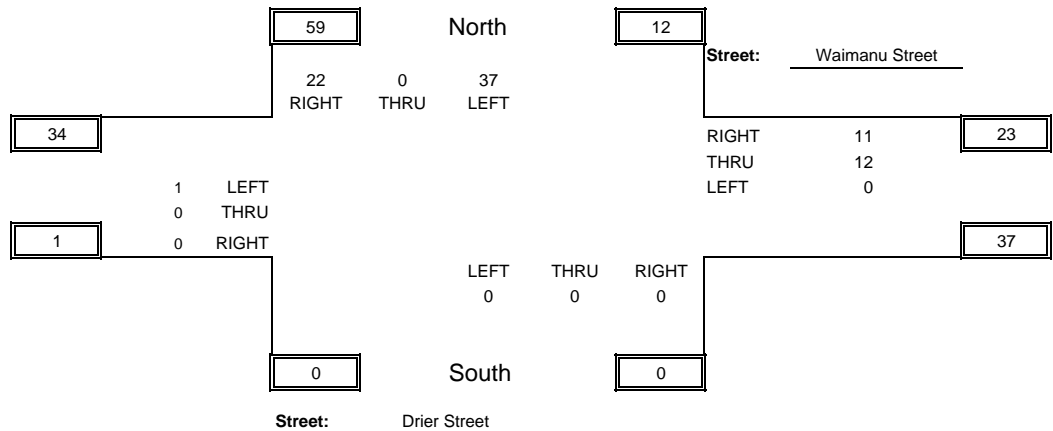 59 North 12
Street: Waimanu Street
22 0 37
RIGHT THRU LEFT
34 RIGHT 11 23
THRU 12
1 LEFT LEFT 0
0 THRU
1 0 RIGHT 37
LEFT THRU RIGHT
0 0 0
0 South 0
Street: Drier Street